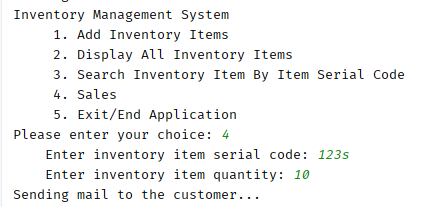 Inventory Management System
1. Add Inventory Items
2. Display All Inventory Items
3. Search Inventory Item By Item Serial Code
4. Sales
5. Exit/End Application
Please enter your choice: 4
Enter inventory item serial code: 123s
Enter inventory item quantity: 10
Sending mail to the customer...